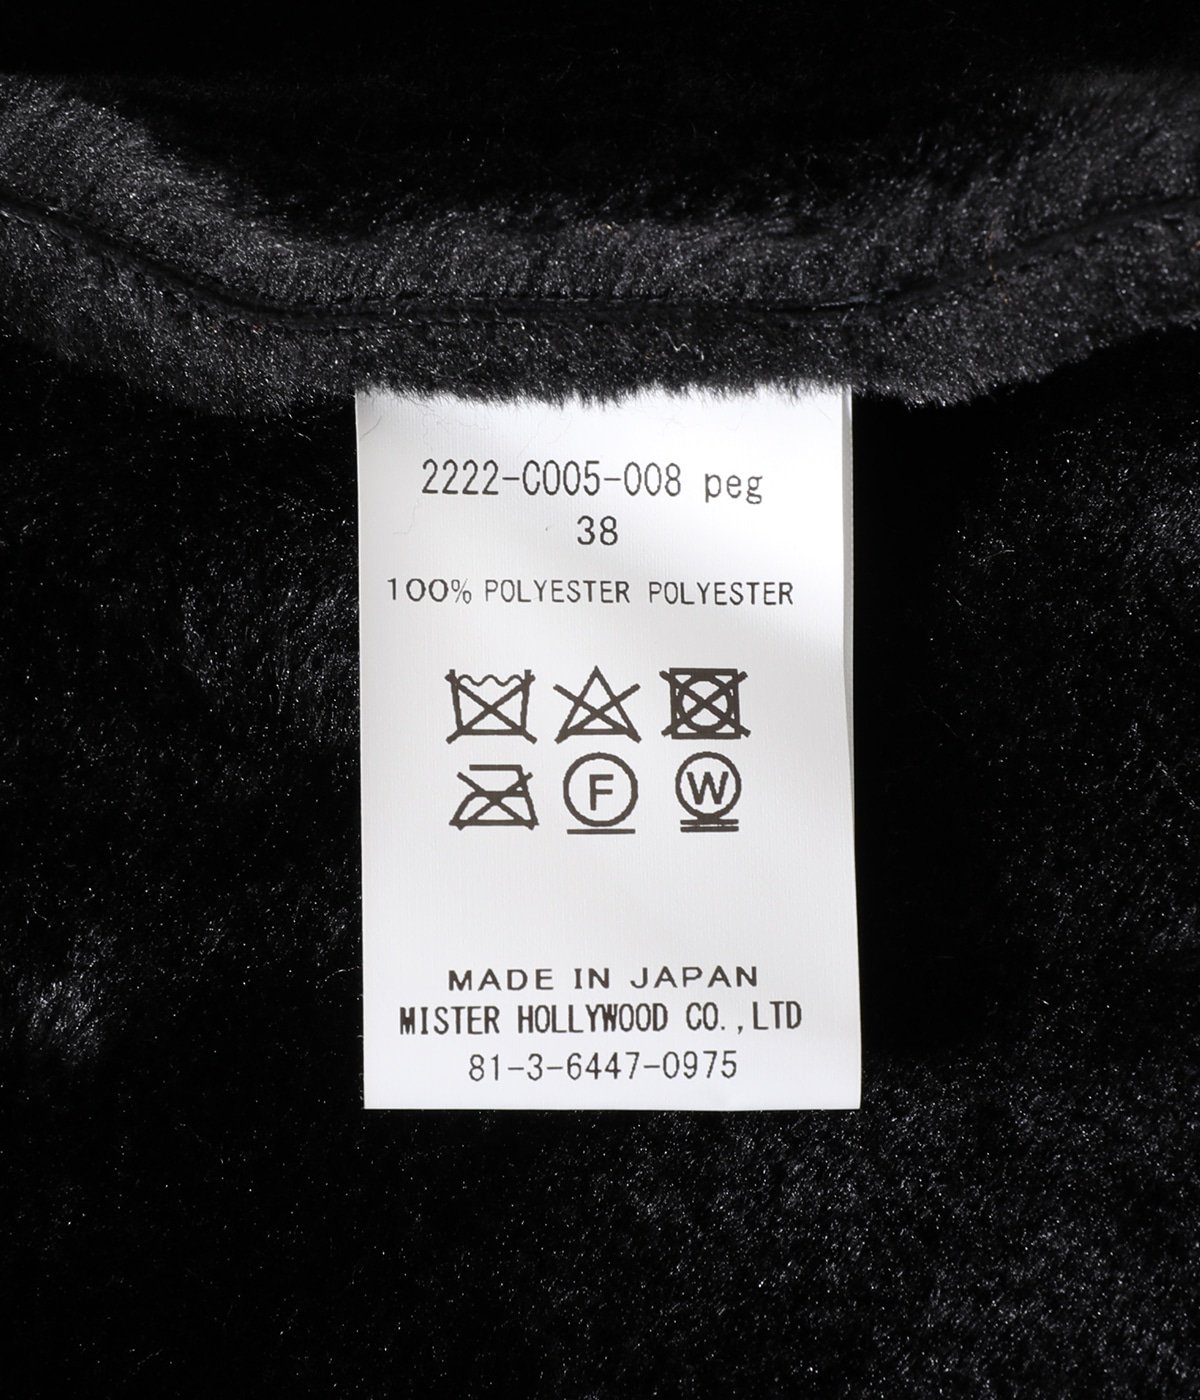 2222-C005-008 peg
38
100% POLYESTER POLYESTER
F W
MADE IN JAPAN
MISTER HOLLYWOOD CO.,LTD
81-3-6447-0975